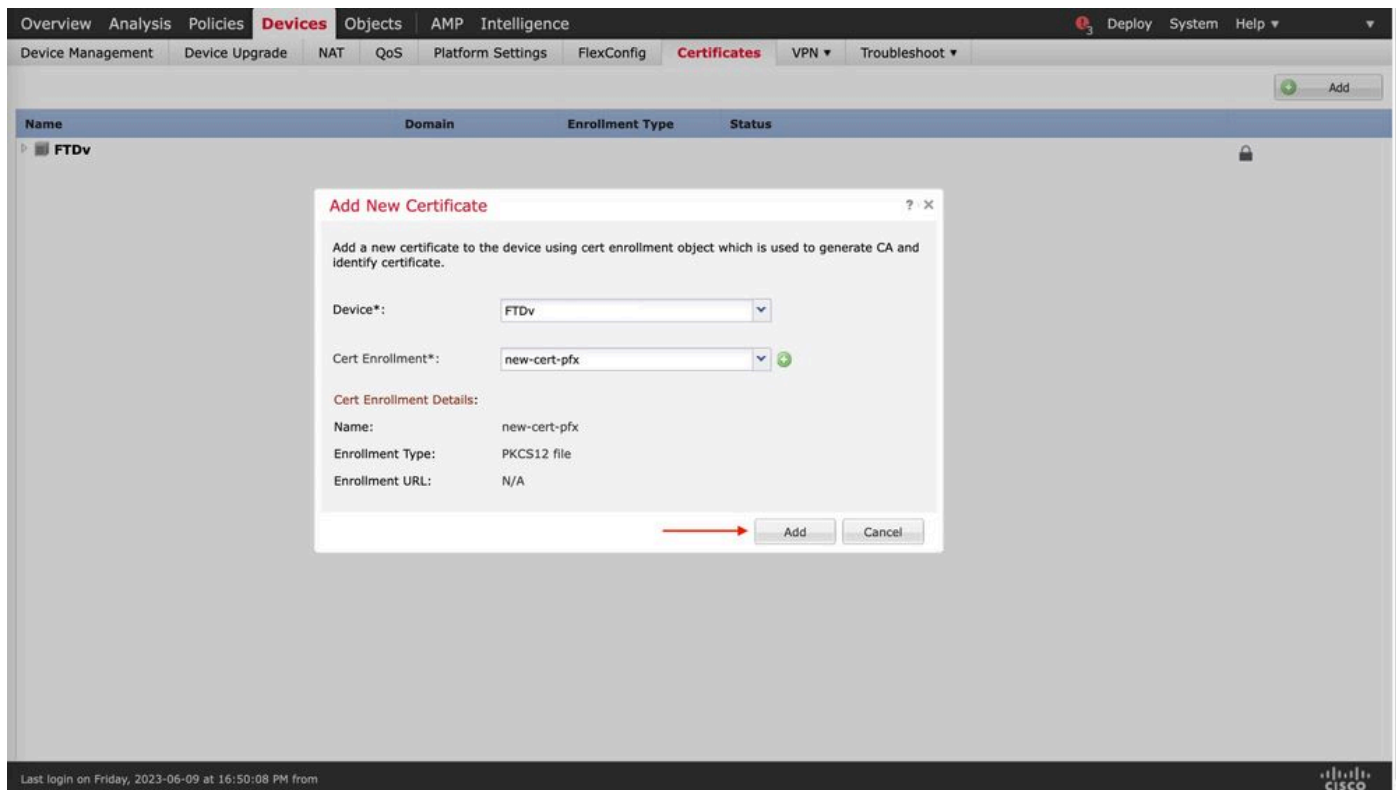 Overview Analysis Policies Devices Objects AMP Intelligence 3 Deploy System Help
Device Management Device Upgrade NAT QoS Platform Settings FlexConfig Certificates VPN Troubleshoot
Add
Name Domain Enrollment Type Status
FTDv
Add New Certificate ? ×
Add a new certificate to the device using cert enrollment object which is used to generate CA and
identify certificate.
Device*: FTDv
Cert Enrollment*: new-cert-pfx
Cert Enrollment Details:
Name: new-cert-pfx
Enrollment Type: PKCS12 file
Enrollment URL: N/A
Add Cancel
Last login on Friday, 2023-06-09 at 16:50:08 PM from
CISCO